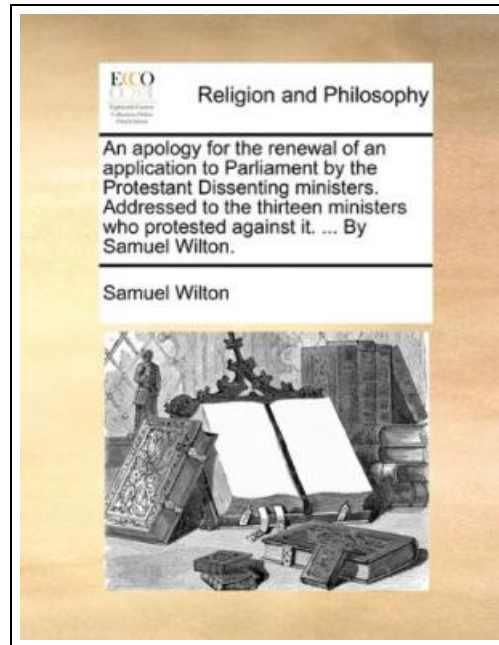 ECCO
Religion and Philosophy
An apology for the renewal of an
application to Parliament by the
Protestant Dissenting ministers.
Addressed to the thirteen ministers
who protested against it. ... By
Samuel Wilton.
Samuel Wilton